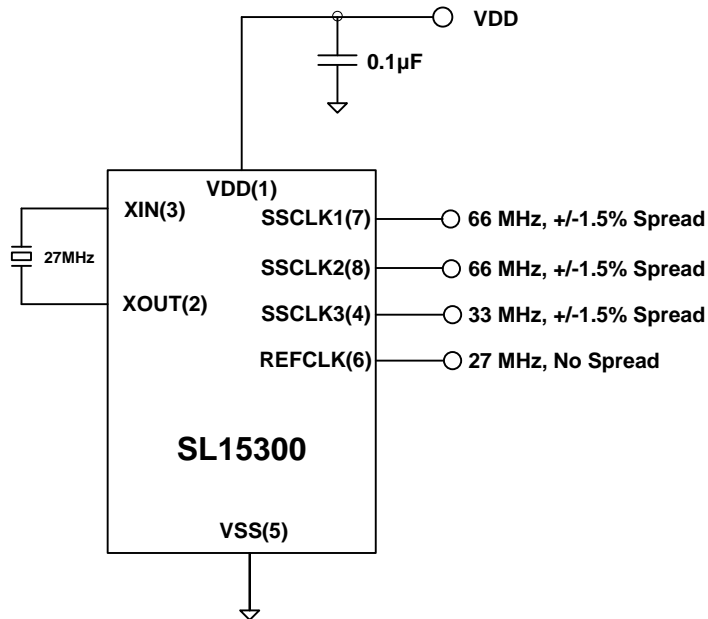 VDD
0.1µF
VDD(1)
XIN(3)
SSCLK1(7)
66 MHz, +/-1.5% Spread
27MHz
SSCLK2(8)
66 MHz, +/-1.5% Spread
XOUT(2)
SSCLK3(4)
33 MHz, +/-1.5% Spread
REFCLK(6)
27 MHz, No Spread
SL15300
VSS(5)